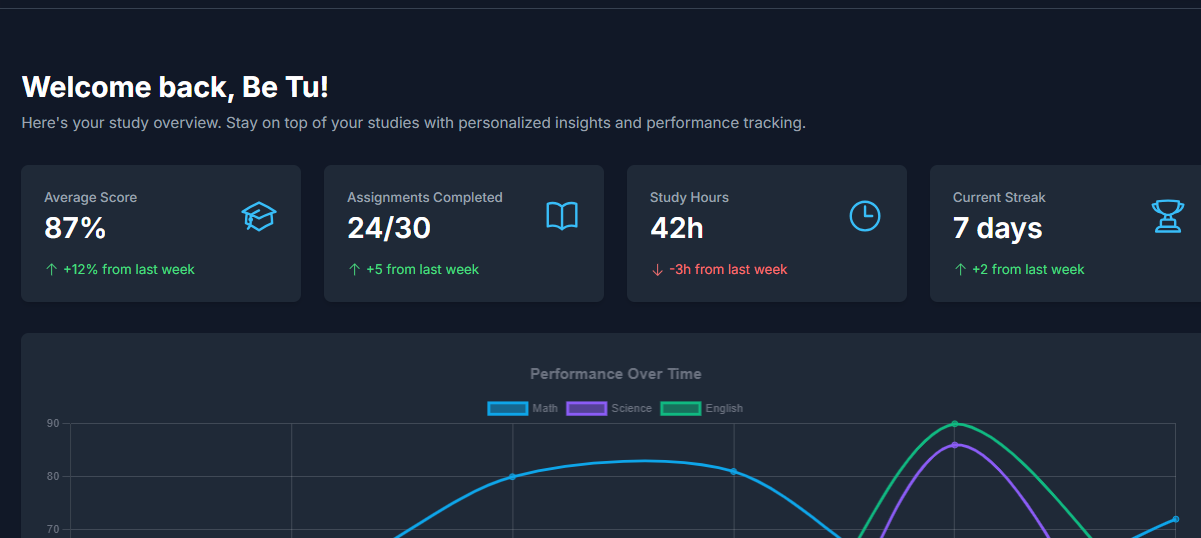 Welcome back, Be Tu!
Here's your study overview. Stay on top of your studies with personalized insights and performance tracking.
Average Score
87%
↑ +12% from last week
Assignments Completed
24/30
↑ +5 from last week
Study Hours
42h
↓ -3h from last week
Current Streak
7 days
↑ +2 from last week
Performance Over Time
Math Science English
90
80
70